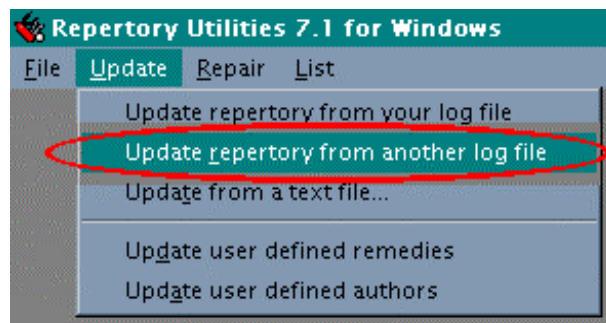 Repertory Utilities 7.1 for Windows
File Update Repair List
Update repertory from your log file
Update repertory from another log file
Update from a text file...
Update user defined remedies
Update user defined authors